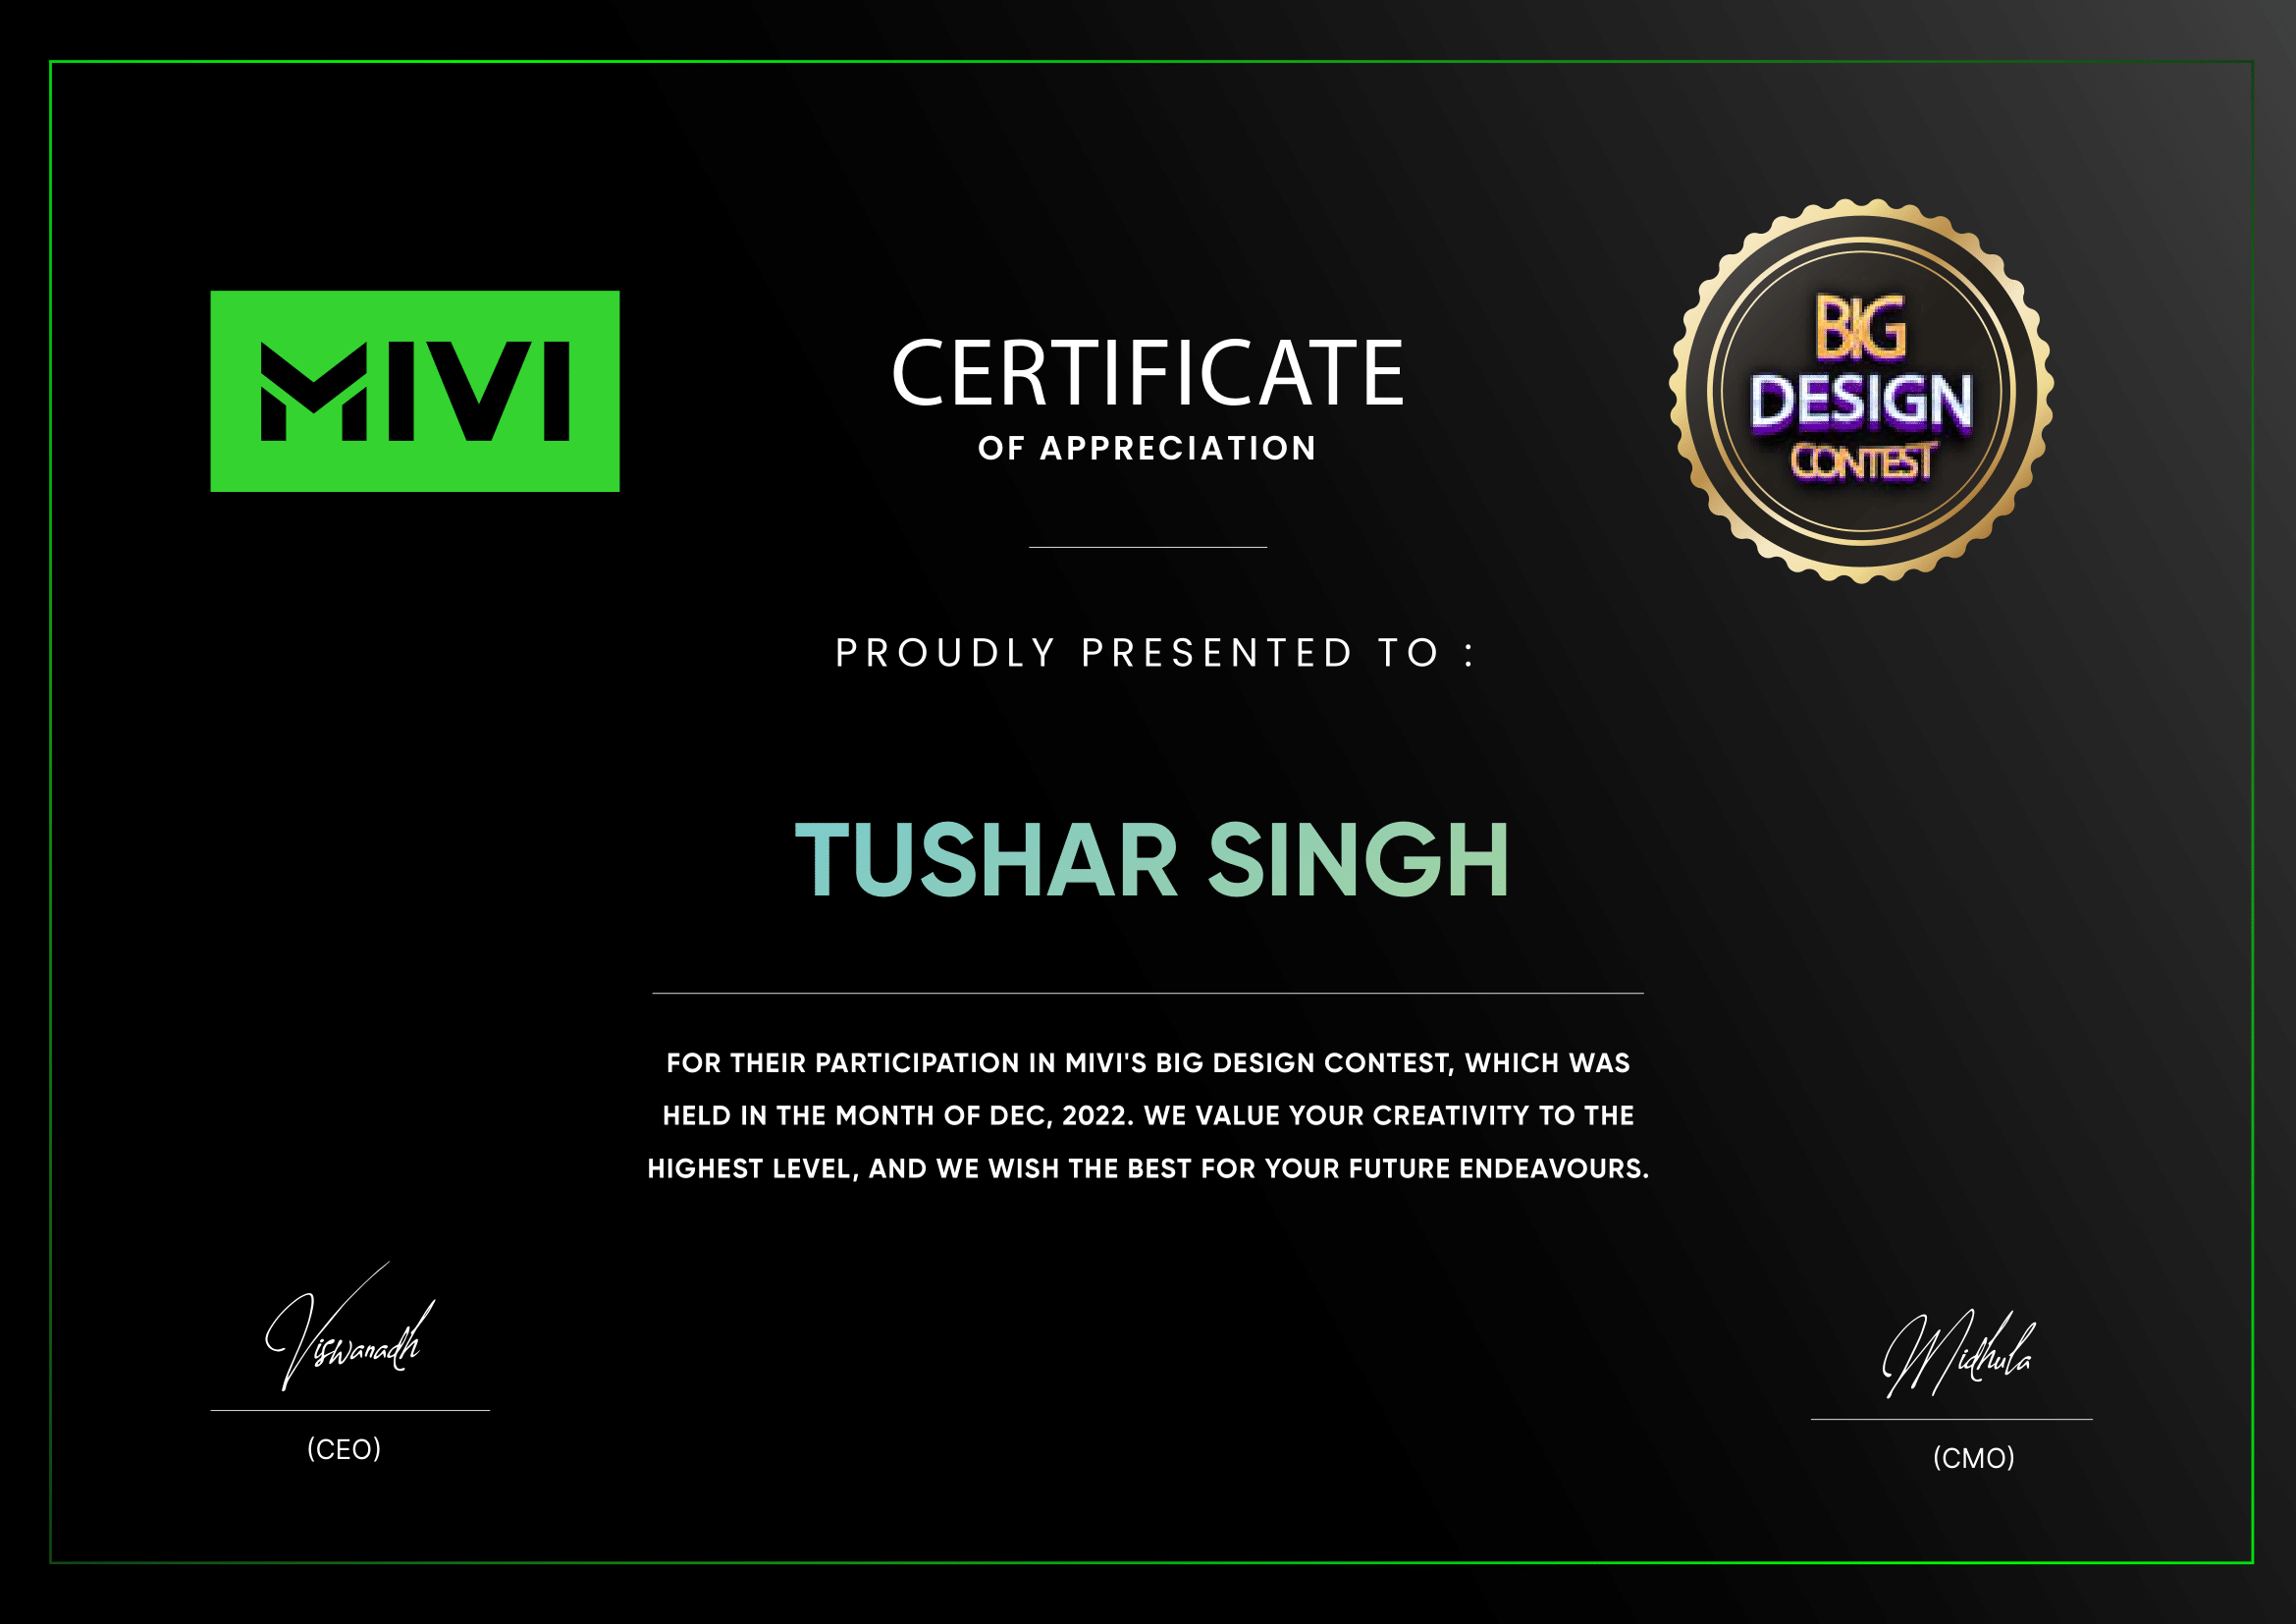 MIVI
CERTIFICATE
OF APPRECIATION
BIG
DESIGN
CONTEST
PROUDLY PRESENTED TO :
TUSHAR SINGH
FOR THEIR PARTICIPATION IN MIVI'S BIG DESIGN CONTEST, WHICH WAS
HELD IN THE MONTH OF DEC, 2022. WE VALUE YOUR CREATIVITY TO THE
HIGHEST LEVEL, AND WE WISH THE BEST FOR YOUR FUTURE ENDEAVOURS.
Viswanadh
(CEO)
Midhula
(CMO)